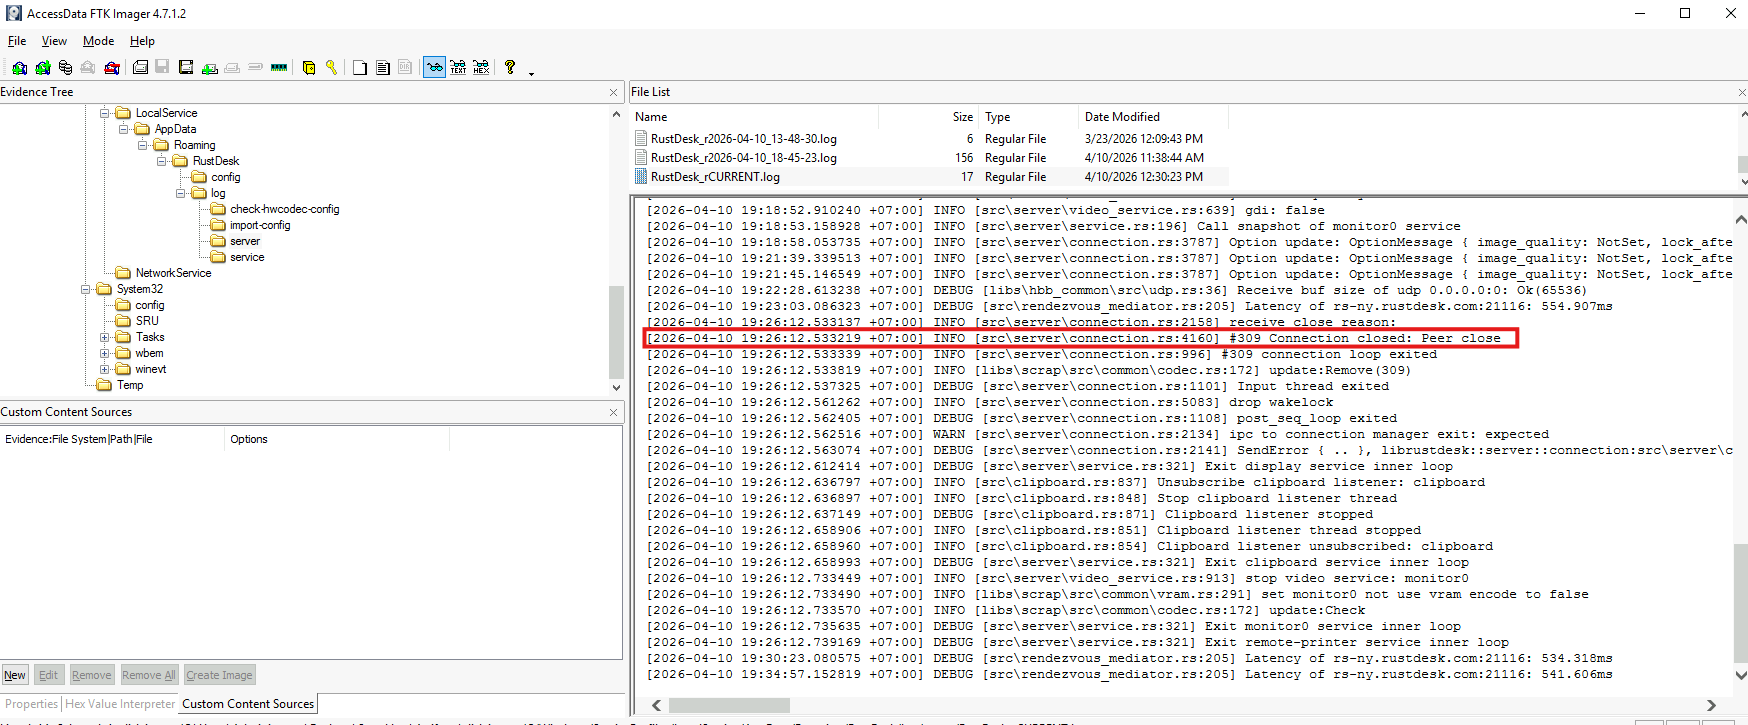 AccessData FTK Imager 4.7.1.2
File View Mode Help
Evidence Tree
LocalService
AppData
Roaming
RustDesk
config
log
check-hwcodec-config
import-config
server
service
NetworkService
System32
config
SRU
Tasks
wbem
winevt
Temp
Custom Content Sources
Evidence:File System|Path|File Options
New Edit Remove Remove All Create Image
Properties Hex Value Interpreter Custom Content Sources
File List
Name Size Type Date Modified
RustDesk_r2026-04-10_13-48-30.log 6 Regular File 3/23/2026 12:09:43 PM
RustDesk_r2026-04-10_18-45-23.log 156 Regular File 4/10/2026 11:38:44 AM
RustDesk_rCURRENT.log 17 Regular File 4/10/2026 12:30:23 PM
[2026-04-10 19:18:52.910240 +07:00] INFO [src\server\video_service.rs:639] gdi: false
[2026-04-10 19:18:53.158928 +07:00] INFO [src\server\service.rs:196] Call snapshot of monitor0 service
[2026-04-10 19:18:58.053735 +07:00] INFO [src\server\connection.rs:3787] Option update: OptionMessage { image_quality: NotSet, lock_afte
[2026-04-10 19:21:39.339513 +07:00] INFO [src\server\connection.rs:3787] Option update: OptionMessage { image_quality: NotSet, lock_afte
[2026-04-10 19:21:45.146549 +07:00] INFO [src\server\connection.rs:3787] Option update: OptionMessage { image_quality: NotSet, lock_afte
[2026-04-10 19:22:28.613238 +07:00] DEBUG [libs\hbb_common\src\udp.rs:36] Receive buf size of udp 0.0.0.0:0: Ok(65536)
[2026-04-10 19:23:03.086323 +07:00] DEBUG [src\rendezvous_mediator.rs:205] Latency of rs-ny.rustdesk.com:21116: 554.907ms
[2026-04-10 19:26:12.533137 +07:00] INFO [src\server\connection.rs:2158] receive close reason:
[2026-04-10 19:26:12.533219 +07:00] INFO [src\server\connection.rs:4160] #309 Connection closed: Peer close
[2026-04-10 19:26:12.533339 +07:00] INFO [src\server\connection.rs:996] #309 connection loop exited
[2026-04-10 19:26:12.533819 +07:00] INFO [libs\scrap\src\common\codec.rs:172] update:Remove(309)
[2026-04-10 19:26:12.537325 +07:00] DEBUG [src\server\connection.rs:1101] Input thread exited
[2026-04-10 19:26:12.561262 +07:00] INFO [src\server\connection.rs:5083] drop wakelock
[2026-04-10 19:26:12.562405 +07:00] DEBUG [src\server\connection.rs:1108] post_seq_loop exited
[2026-04-10 19:26:12.562516 +07:00] WARN [src\server\connection.rs:2134] ipc to connection manager exit: expected
[2026-04-10 19:26:12.563074 +07:00] DEBUG [src\server\connection.rs:2141] SendError { .. }, librustdesk::server::connection:src\server\c
[2026-04-10 19:26:12.612414 +07:00] DEBUG [src\server\service.rs:321] Exit display service inner loop
[2026-04-10 19:26:12.636797 +07:00] INFO [src\clipboard.rs:837] Unsubscribe clipboard listener: clipboard
[2026-04-10 19:26:12.636897 +07:00] INFO [src\clipboard.rs:848] Stop clipboard listener thread
[2026-04-10 19:26:12.637149 +07:00] DEBUG [src\clipboard.rs:871] Clipboard listener stopped
[2026-04-10 19:26:12.658906 +07:00] INFO [src\clipboard.rs:851] Clipboard listener thread stopped
[2026-04-10 19:26:12.658960 +07:00] INFO [src\clipboard.rs:854] Clipboard listener unsubscribed: clipboard
[2026-04-10 19:26:12.658993 +07:00] DEBUG [src\server\service.rs:321] Exit clipboard service inner loop
[2026-04-10 19:26:12.733449 +07:00] INFO [src\server\video_service.rs:913] stop video service: monitor0
[2026-04-10 19:26:12.733490 +07:00] INFO [libs\scrap\src\common\vram.rs:291] set monitor0 not use vram encode to false
[2026-04-10 19:26:12.733570 +07:00] INFO [libs\scrap\src\common\codec.rs:172] update:Check
[2026-04-10 19:26:12.735635 +07:00] DEBUG [src\server\service.rs:321] Exit monitor0 service inner loop
[2026-04-10 19:26:12.739169 +07:00] DEBUG [src\server\service.rs:321] Exit remote-printer service inner loop
[2026-04-10 19:30:23.080575 +07:00] DEBUG [src\rendezvous_mediator.rs:205] Latency of rs-ny.rustdesk.com:21116: 534.318ms
[2026-04-10 19:34:57.152819 +07:00] DEBUG [src\rendezvous_mediator.rs:205] Latency of rs-ny.rustdesk.com:21116: 541.606ms